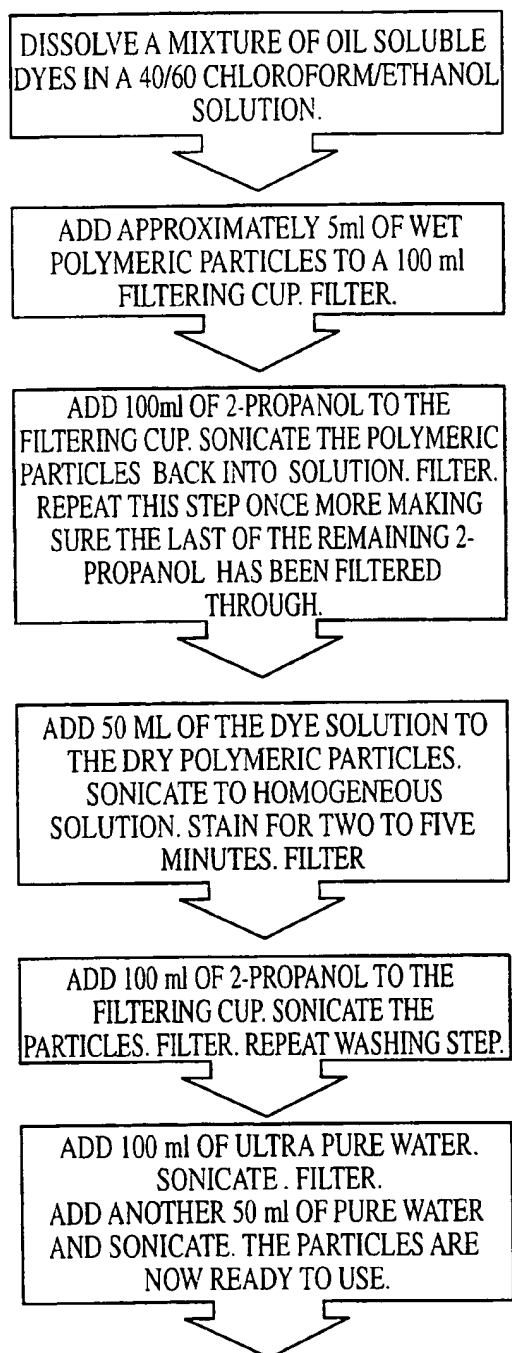 DISSOLVE A MIXTURE OF OIL SOLUBLE
DYES IN A 40/60 CHLOROFORM/ETHANOL
SOLUTION.
ADD APPROXIMATELY 5ml OF WET
POLYMERIC PARTICLES TO A 100 ml
FILTERING CUP. FILTER.
ADD 100ml OF 2-PROPANOL TO THE
FILTERING CUP. SONICATE THE POLYMERIC
PARTICLES BACK INTO SOLUTION. FILTER.
REPEAT THIS STEP ONCE MORE MAKING
SURE THE LAST OF THE REMAINING 2-
PROPANOL HAS BEEN FILTERED
THROUGH.
ADD 50 ML OF THE DYE SOLUTION TO
THE DRY POLYMERIC PARTICLES.
SONICATE TO HOMOGENEOUS
SOLUTION. STAIN FOR TWO TO FIVE
MINUTES. FILTER
ADD 100 ml OF 2-PROPANOL TO THE
FILTERING CUP. SONICATE THE
PARTICLES. FILTER. REPEAT WASHING STEP.
ADD 100 ml OF ULTRA PURE WATER.
SONICATE . FILTER.
ADD ANOTHER 50 ml OF PURE WATER
AND SONICATE. THE PARTICLES ARE
NOW READY TO USE.